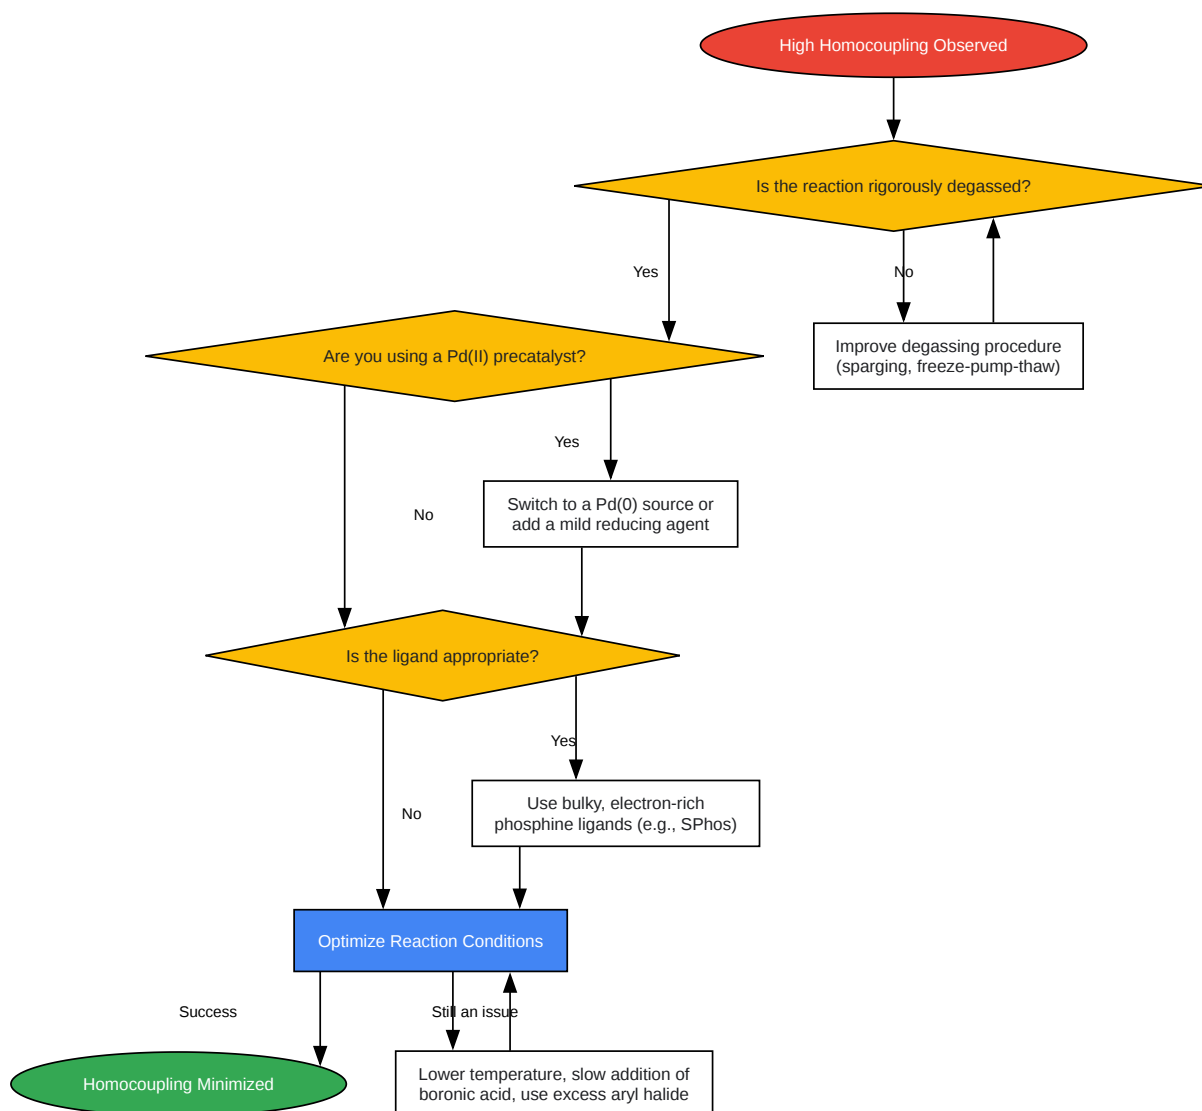 High Homocoupling Observed
Is the reaction rigorously degassed?
Yes
No
Improve degassing procedure
(sparging, freeze-pump-thaw)
Are you using a Pd(II) precatalyst?
Yes
Switch to a Pd(0) source or
add a mild reducing agent
No
Is the ligand appropriate?
Yes
Use bulky, electron-rich
phosphine ligands (e.g., SPhos)
No
Optimize Reaction Conditions
Success
Still an issue
Homocoupling Minimized
Lower temperature, slow addition of
boronic acid, use excess aryl halide